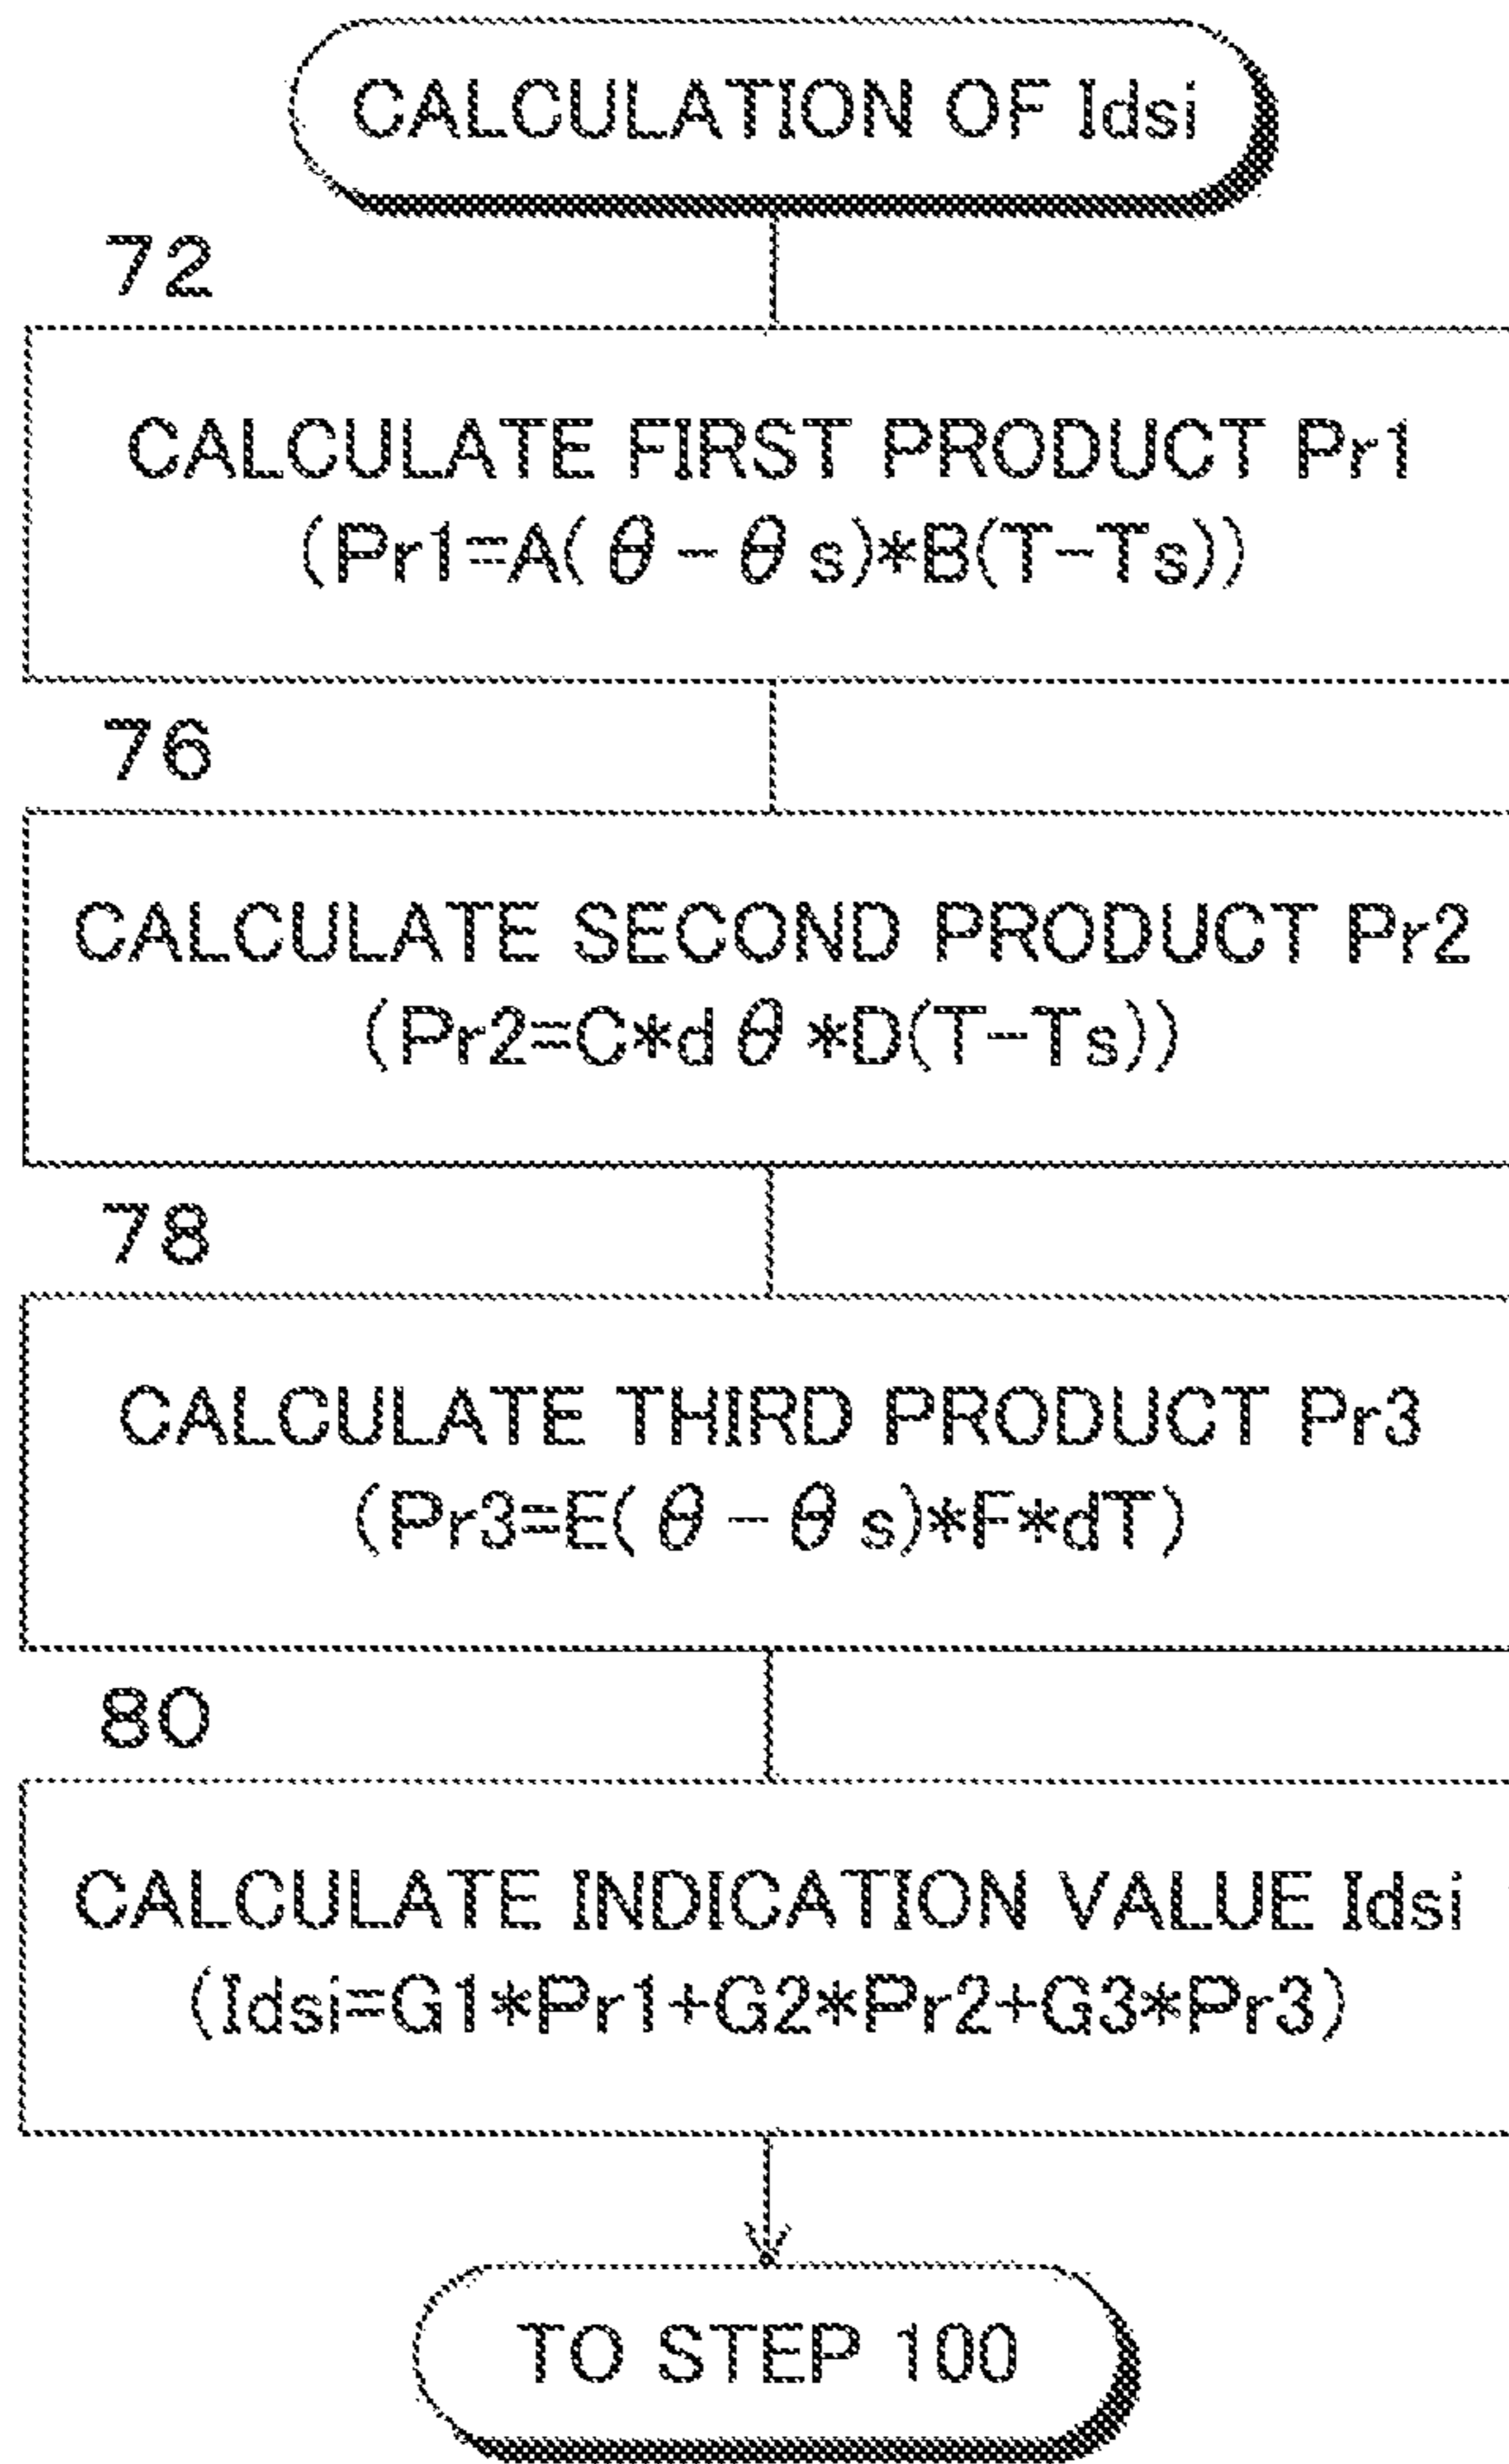 CALCULATION OF Idsi
72
CALCULATE FIRST PRODUCT Pr1
(Pr1=A(θ-θs)*B(T-Ts))
76
CALCULATE SECOND PRODUCT Pr2
(Pr2=C*dθ*D(T-Ts))
78
CALCULATE THIRD PRODUCT Pr3
(Pr3=E(θ-θs)*F*dT)
80
CALCULATE INDICATION VALUE Idsi
(Idsi=G1*Pr1+G2*Pr2+G3*Pr3)
TO STEP 100